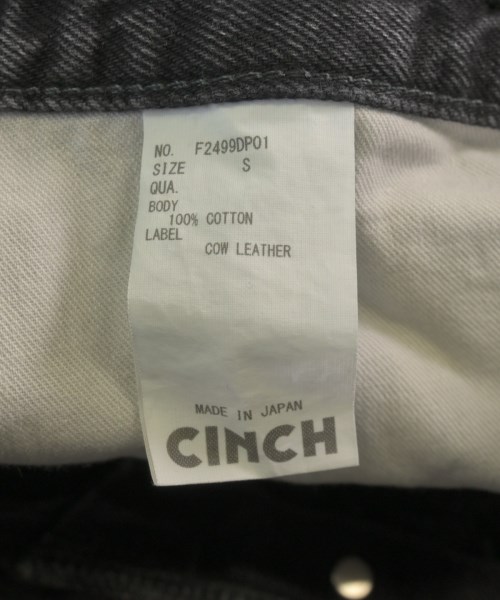 NO. F2499DP01
SIZE S
QUA.
BODY
100% COTTON
LABEL
COW LEATHER
MADE IN JAPAN
CINCH